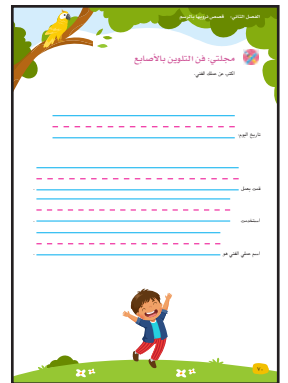 الفصل الثاني: قصص نرويها بالرسم
مجلتي: فن التلوين بالأصابع
اكتب عن عملك الفني.
تاريخ اليوم
قمت بعمل
استخدمت
اسم عملي الفني هو